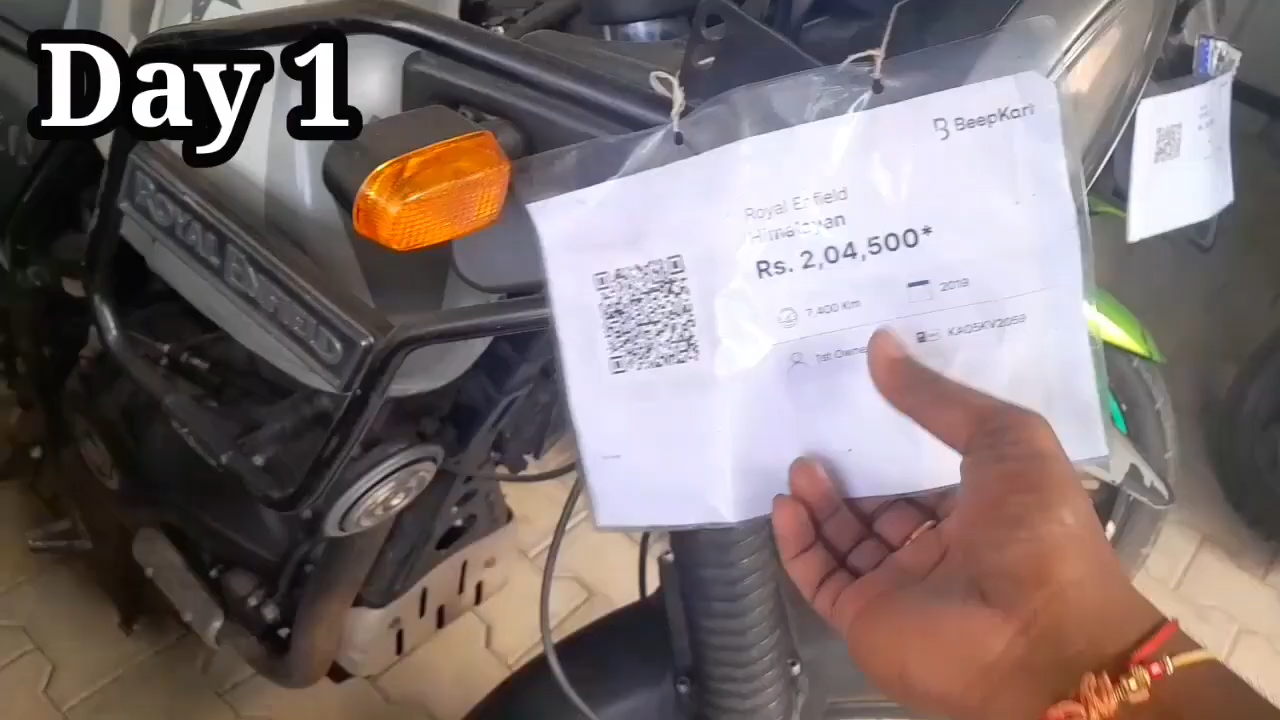 Day 1
ROYAL ENFIELD
BeepKart
Royal Enfield
Himalayan
Rs. 2,04,500*
7,400 Km
2019
1st Owner
KA05KV2059